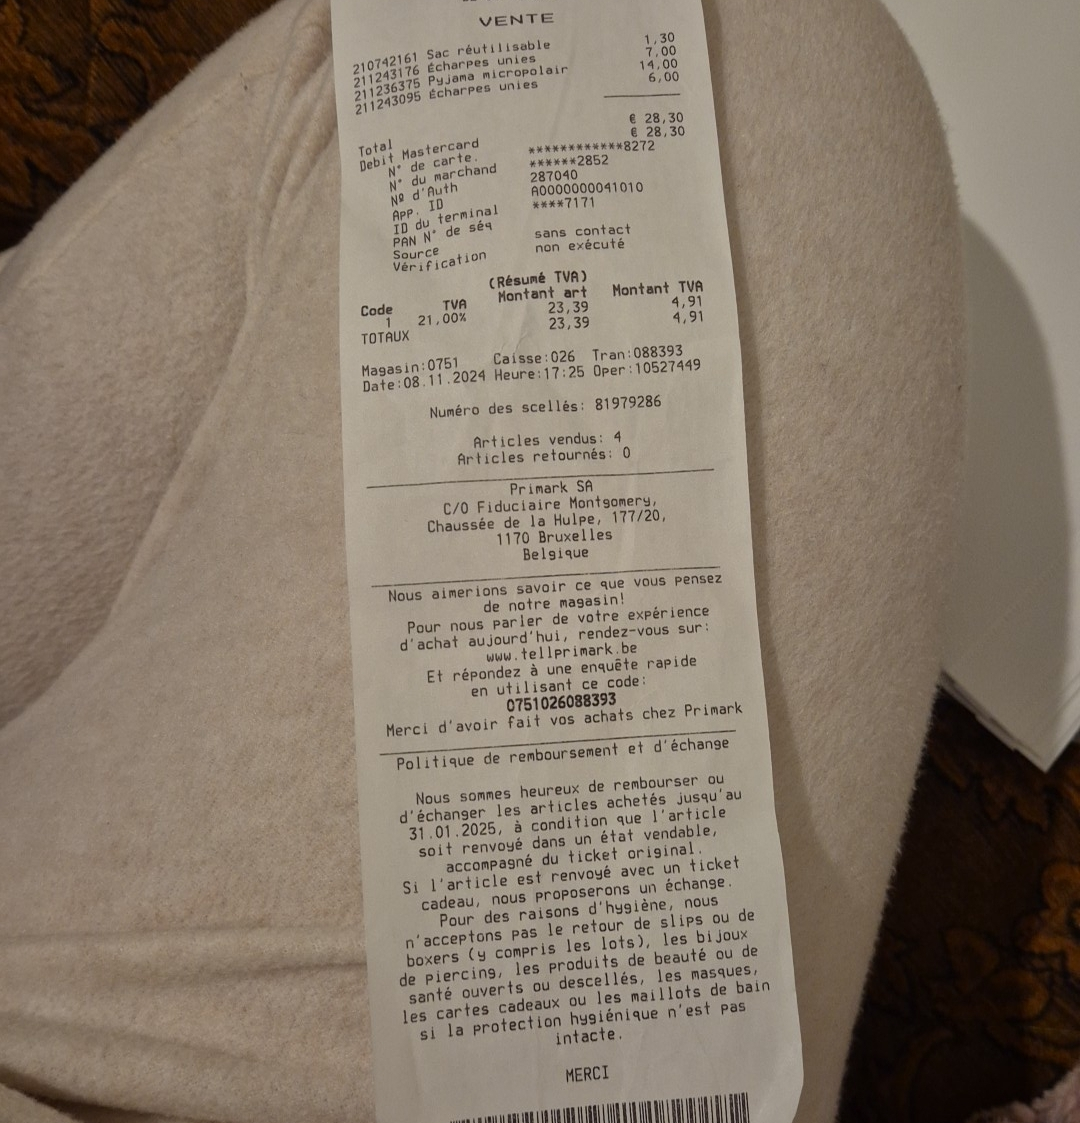 VENTE
210742161 Sac réutilisable 1,30
211243176 Écharpes unies 7,00
211236375 Pyjama micropolair 14,00
211243095 Écharpes unies 6,00
Total € 28,30
Debit Mastercard € 28,30
N° de carte. ************8272
N° du marchand ******2852
Nº d'Auth 287040
App. ID A0000000041010
ID du terminal ****7171
PAN N° de séq
Source sans contact
Vérification non exécuté
(Résumé TVA)
Code TVA Montant art Montant TVA
1 21,00% 23,39 4,91
TOTAUX 23,39 4,91
Magasin:0751 Caisse:026 Tran:088393
Date:08.11.2024 Heure:17:25 Oper:10527449
Numéro des scellés: 81979286
Articles vendus: 4
Articles retournés: 0
Primark SA
C/O Fiduciaire Montgomery,
Chaussée de la Hulpe, 177/20,
1170 Bruxelles
Belgique
Nous aimerions savoir ce que vous pensez
de notre magasin!
Pour nous parler de votre expérience
d'achat aujourd'hui, rendez-vous sur:
www.tellprimark.be
Et répondez à une enquête rapide
en utilisant ce code:
0751026088393
Merci d'avoir fait vos achats chez Primark
Politique de remboursement et d'échange
Nous sommes heureux de rembourser ou
d'échanger les articles achetés jusqu'au
31.01.2025, à condition que l'article
soit renvoyé dans un état vendable,
accompagné du ticket original.
Si l'article est renvoyé avec un ticket
cadeau, nous proposerons un échange.
Pour des raisons d'hygiène, nous
n'acceptons pas le retour de slips ou de
boxers (y compris les lots), les bijoux
de piercing, les produits de beauté ou de
santé ouverts ou descellés, les masques,
les cartes cadeaux ou les maillots de bain
si la protection hygiénique n'est pas
intacte.
MERCI